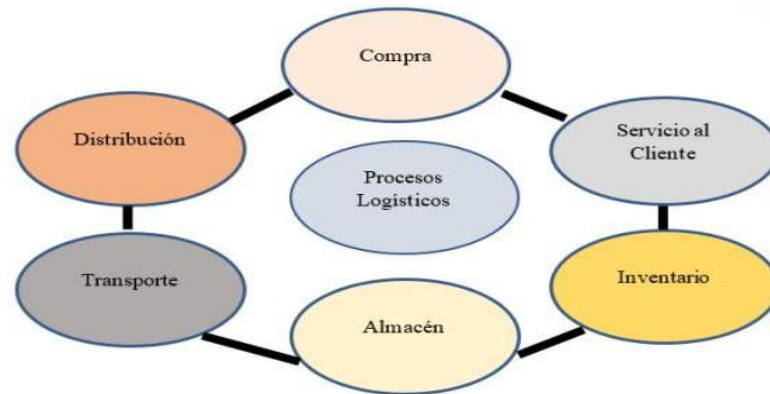 Compra
Distribución
Servicio al
Cliente
Procesos
Logísticos
Transporte
Inventario
Almacén